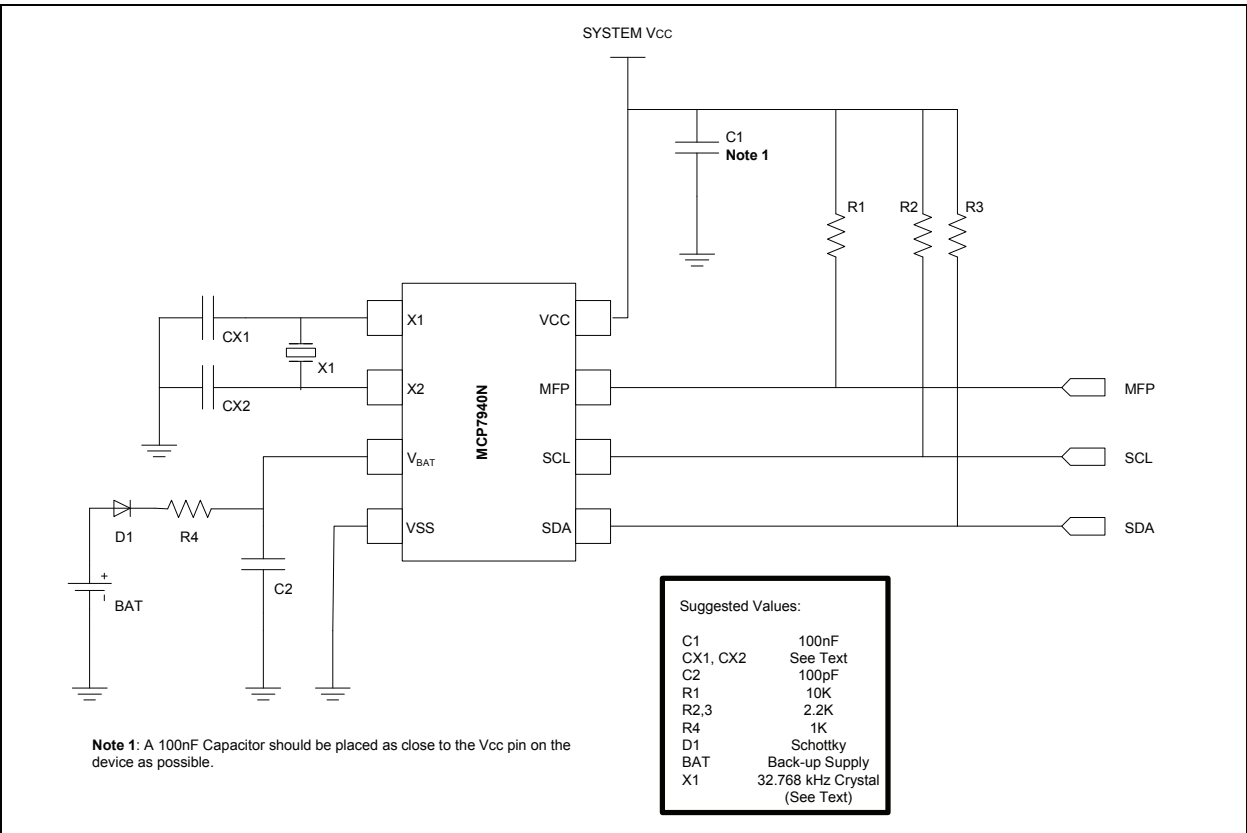 SYSTEM VCC
C1
Note 1
R1
R2
R3
CX1
X1
CX2
X1
X2
VBAT
VSS
MCP7940N
VCC
MFP
SCL
SDA
MFP
SCL
SDA
D1
R4
C2
+
-
BAT
Suggested Values:
C1 100nF
CX1, CX2 See Text
C2 100pF
R1 10K
R2,3 2.2K
R4 1K
D1 Schottky
BAT Back-up Supply
X1 32.768 kHz Crystal
(See Text)
Note 1: A 100nF Capacitor should be placed as close to the Vcc pin on the
device as possible.